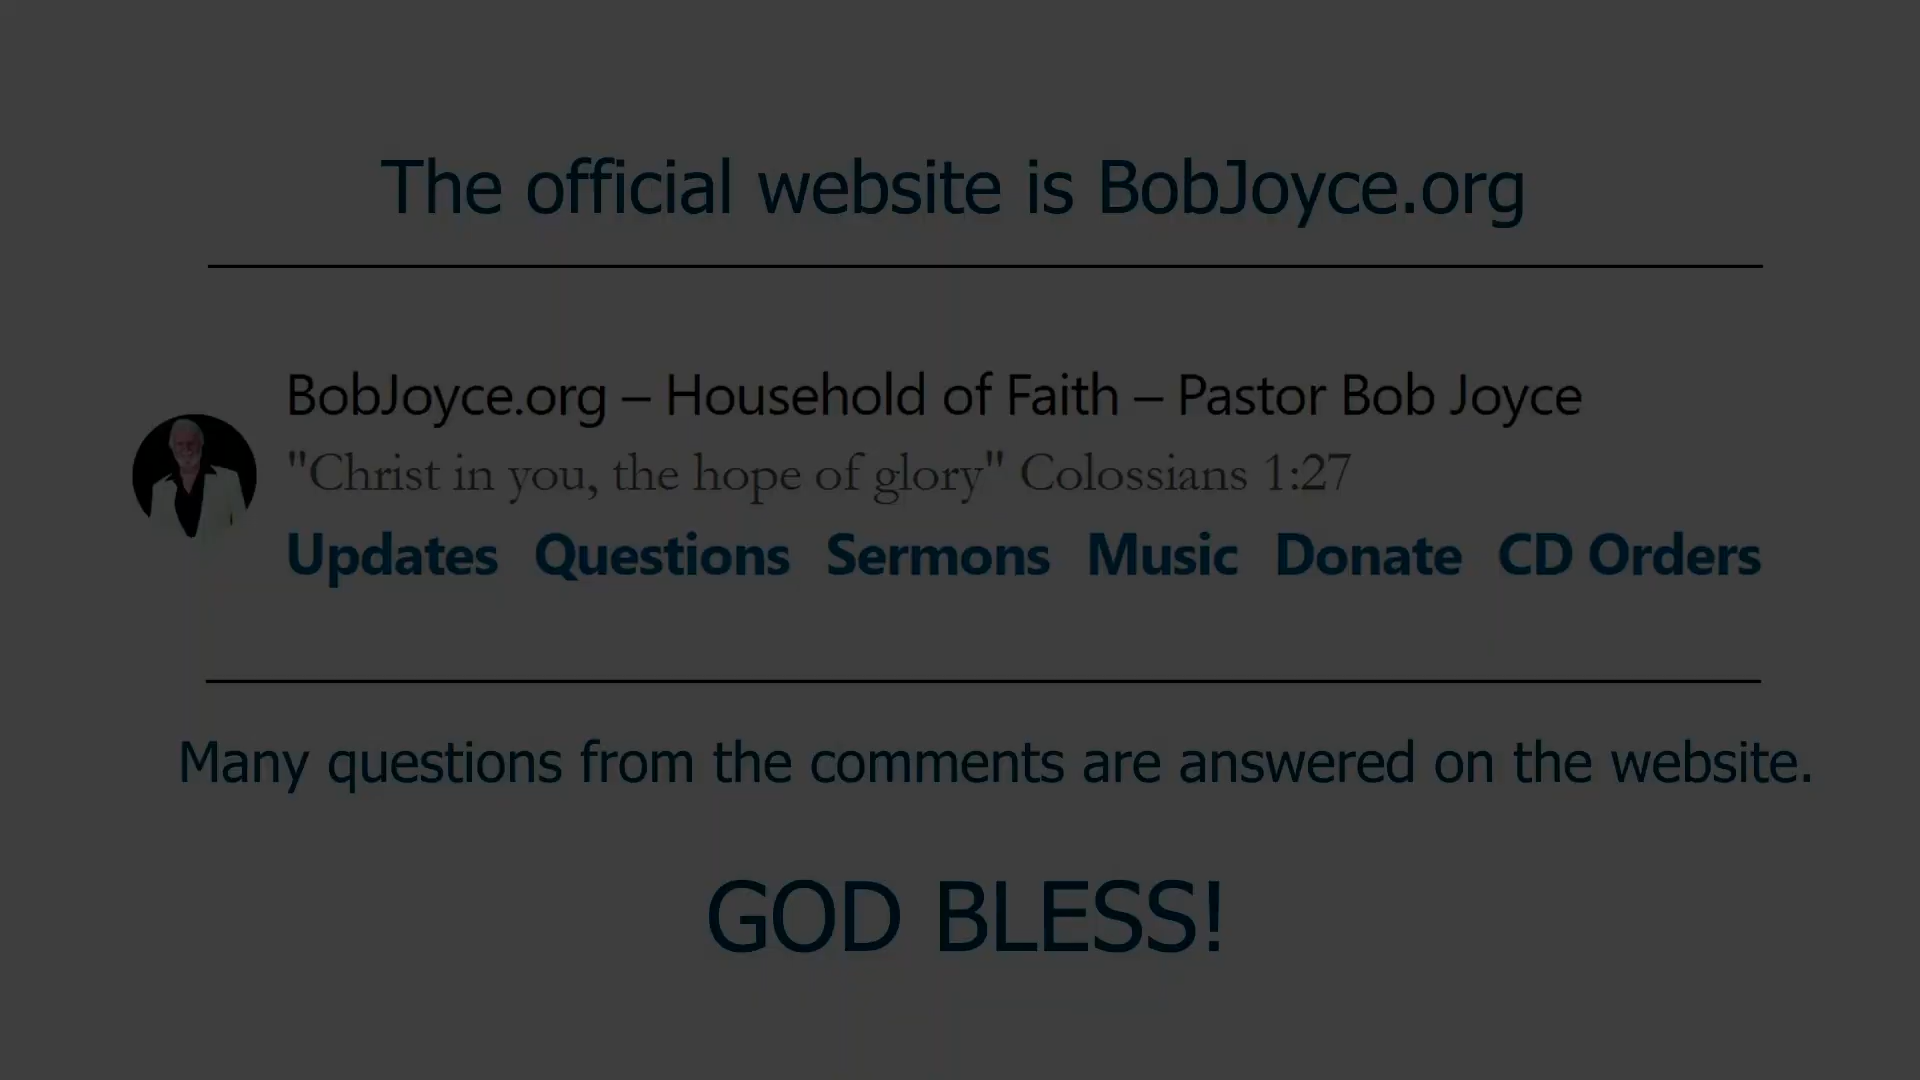 The official website is BobJoyce.org
BobJoyce.org – Household of Faith – Pastor Bob Joyce
"Christ in you, the hope of glory" Colossians 1:27
Updates Questions Sermons Music Donate CD Orders
Many questions from the comments are answered on the website.
GOD BLESS!